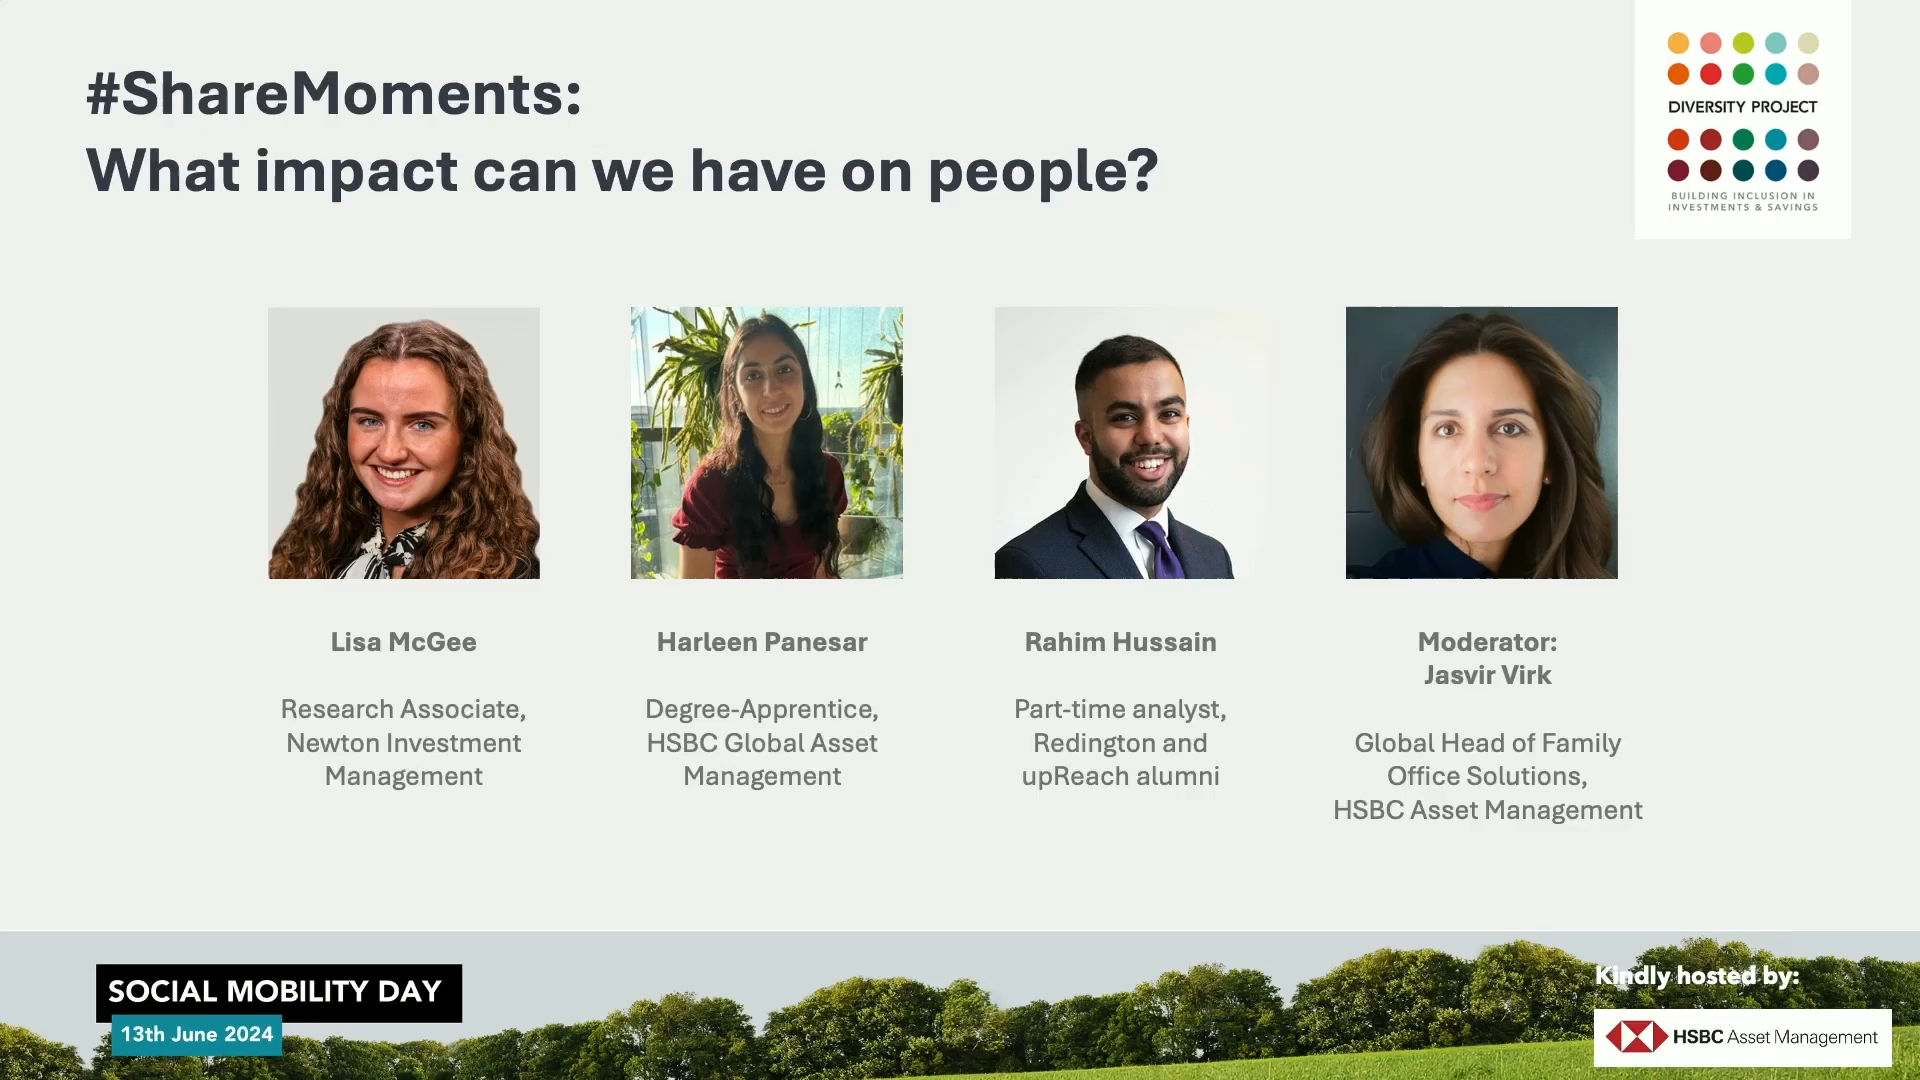 #ShareMoments:
What impact can we have on people?
DIVERSITY PROJECT
BUILDING INCLUSION IN
INVESTMENTS & SAVINGS
Lisa McGee
Research Associate,
Newton Investment
Management
Harleen Panesar
Degree-Apprentice,
HSBC Global Asset
Management
Rahim Hussain
Part-time analyst,
Redington and
upReach alumni
Moderator:
Jasvir Virk
Global Head of Family
Office Solutions,
HSBC Asset Management
SOCIAL MOBILITY DAY
13th June 2024
Kindly hosted by:
HSBC Asset Management